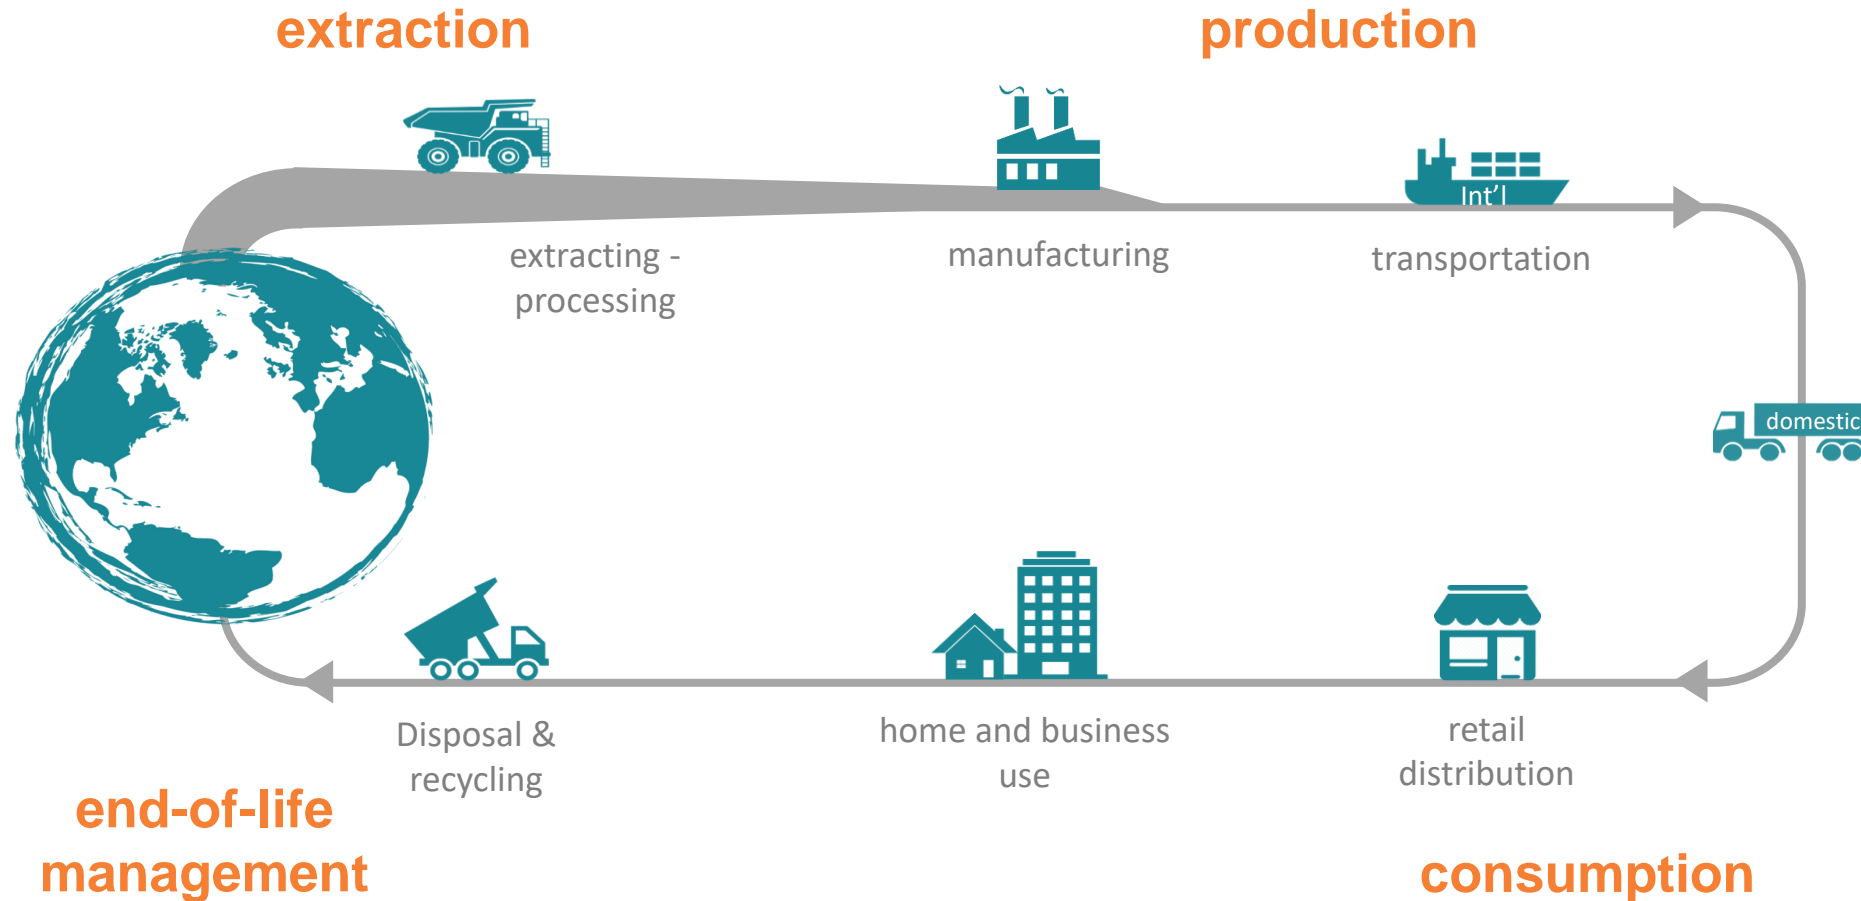 extraction
production
Int'l
extracting -
processing
manufacturing
transportation
domestic
Disposal &
recycling
home and business
use
retail
distribution
end-of-life
management
consumption